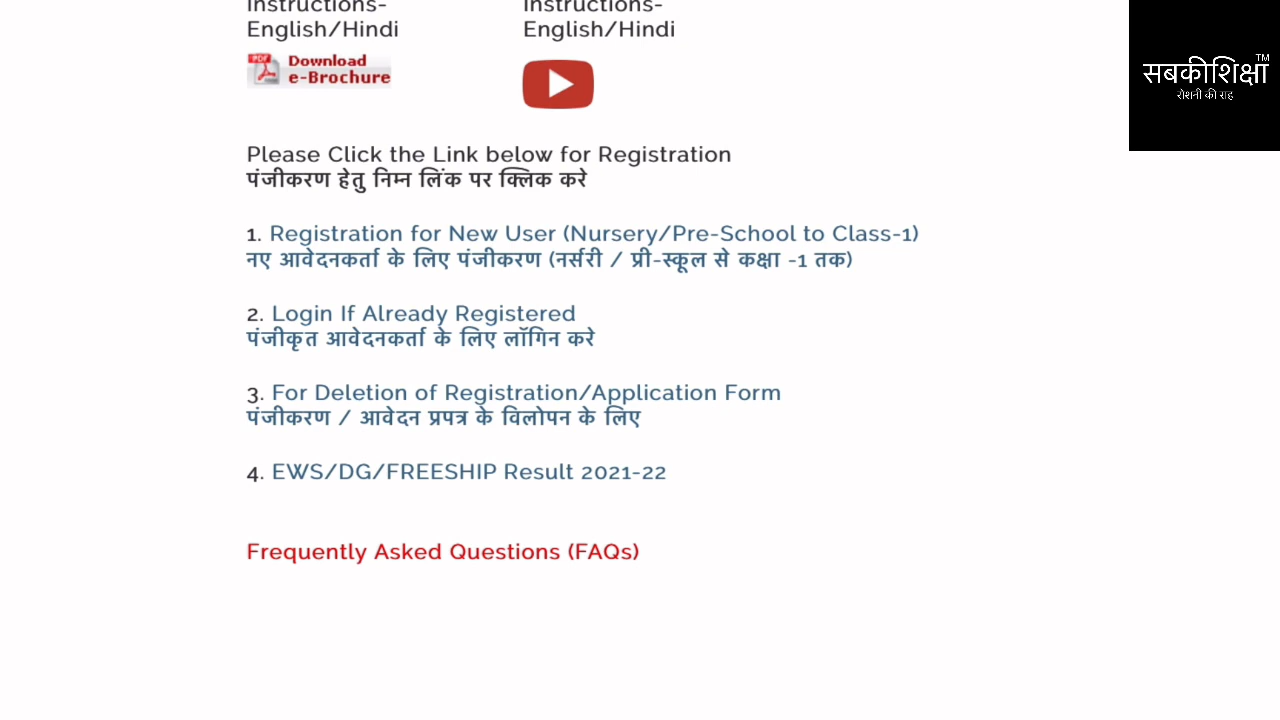 Instructions-
English/Hindi
Instructions-
English/Hindi
PDF
Download
e-Brochure
Please Click the Link below for Registration
पंजीकरण हेतु निम्न लिंक पर क्लिक करे
1. Registration for New User (Nursery/Pre-School to Class-1)
नए आवेदनकर्ता के लिए पंजीकरण (नर्सरी / प्री-स्कूल से कक्षा -1 तक)
2. Login If Already Registered
पंजीकृत आवेदनकर्ता के लिए लॉगिन करे
3. For Deletion of Registration/Application Form
पंजीकरण / आवेदन प्रपत्र के विलोपन के लिए
4. EWS/DG/FREESHIP Result 2021-22
Frequently Asked Questions (FAQs)
सबकीशिक्षा TM
रोशनी की राह